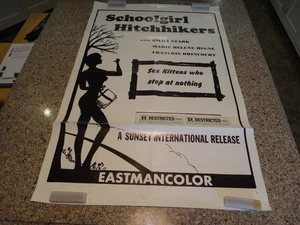 Schoolgirl
Hitchhikers
with
MARIE HELENE REGNE
FRANCOIS BRINCOURT
Sex Kittens who
stop at nothing
R RESTRICTED
R RESTRICTED
A SUNSET INTERNATIONAL RELEASE
EASTMANCOLOR